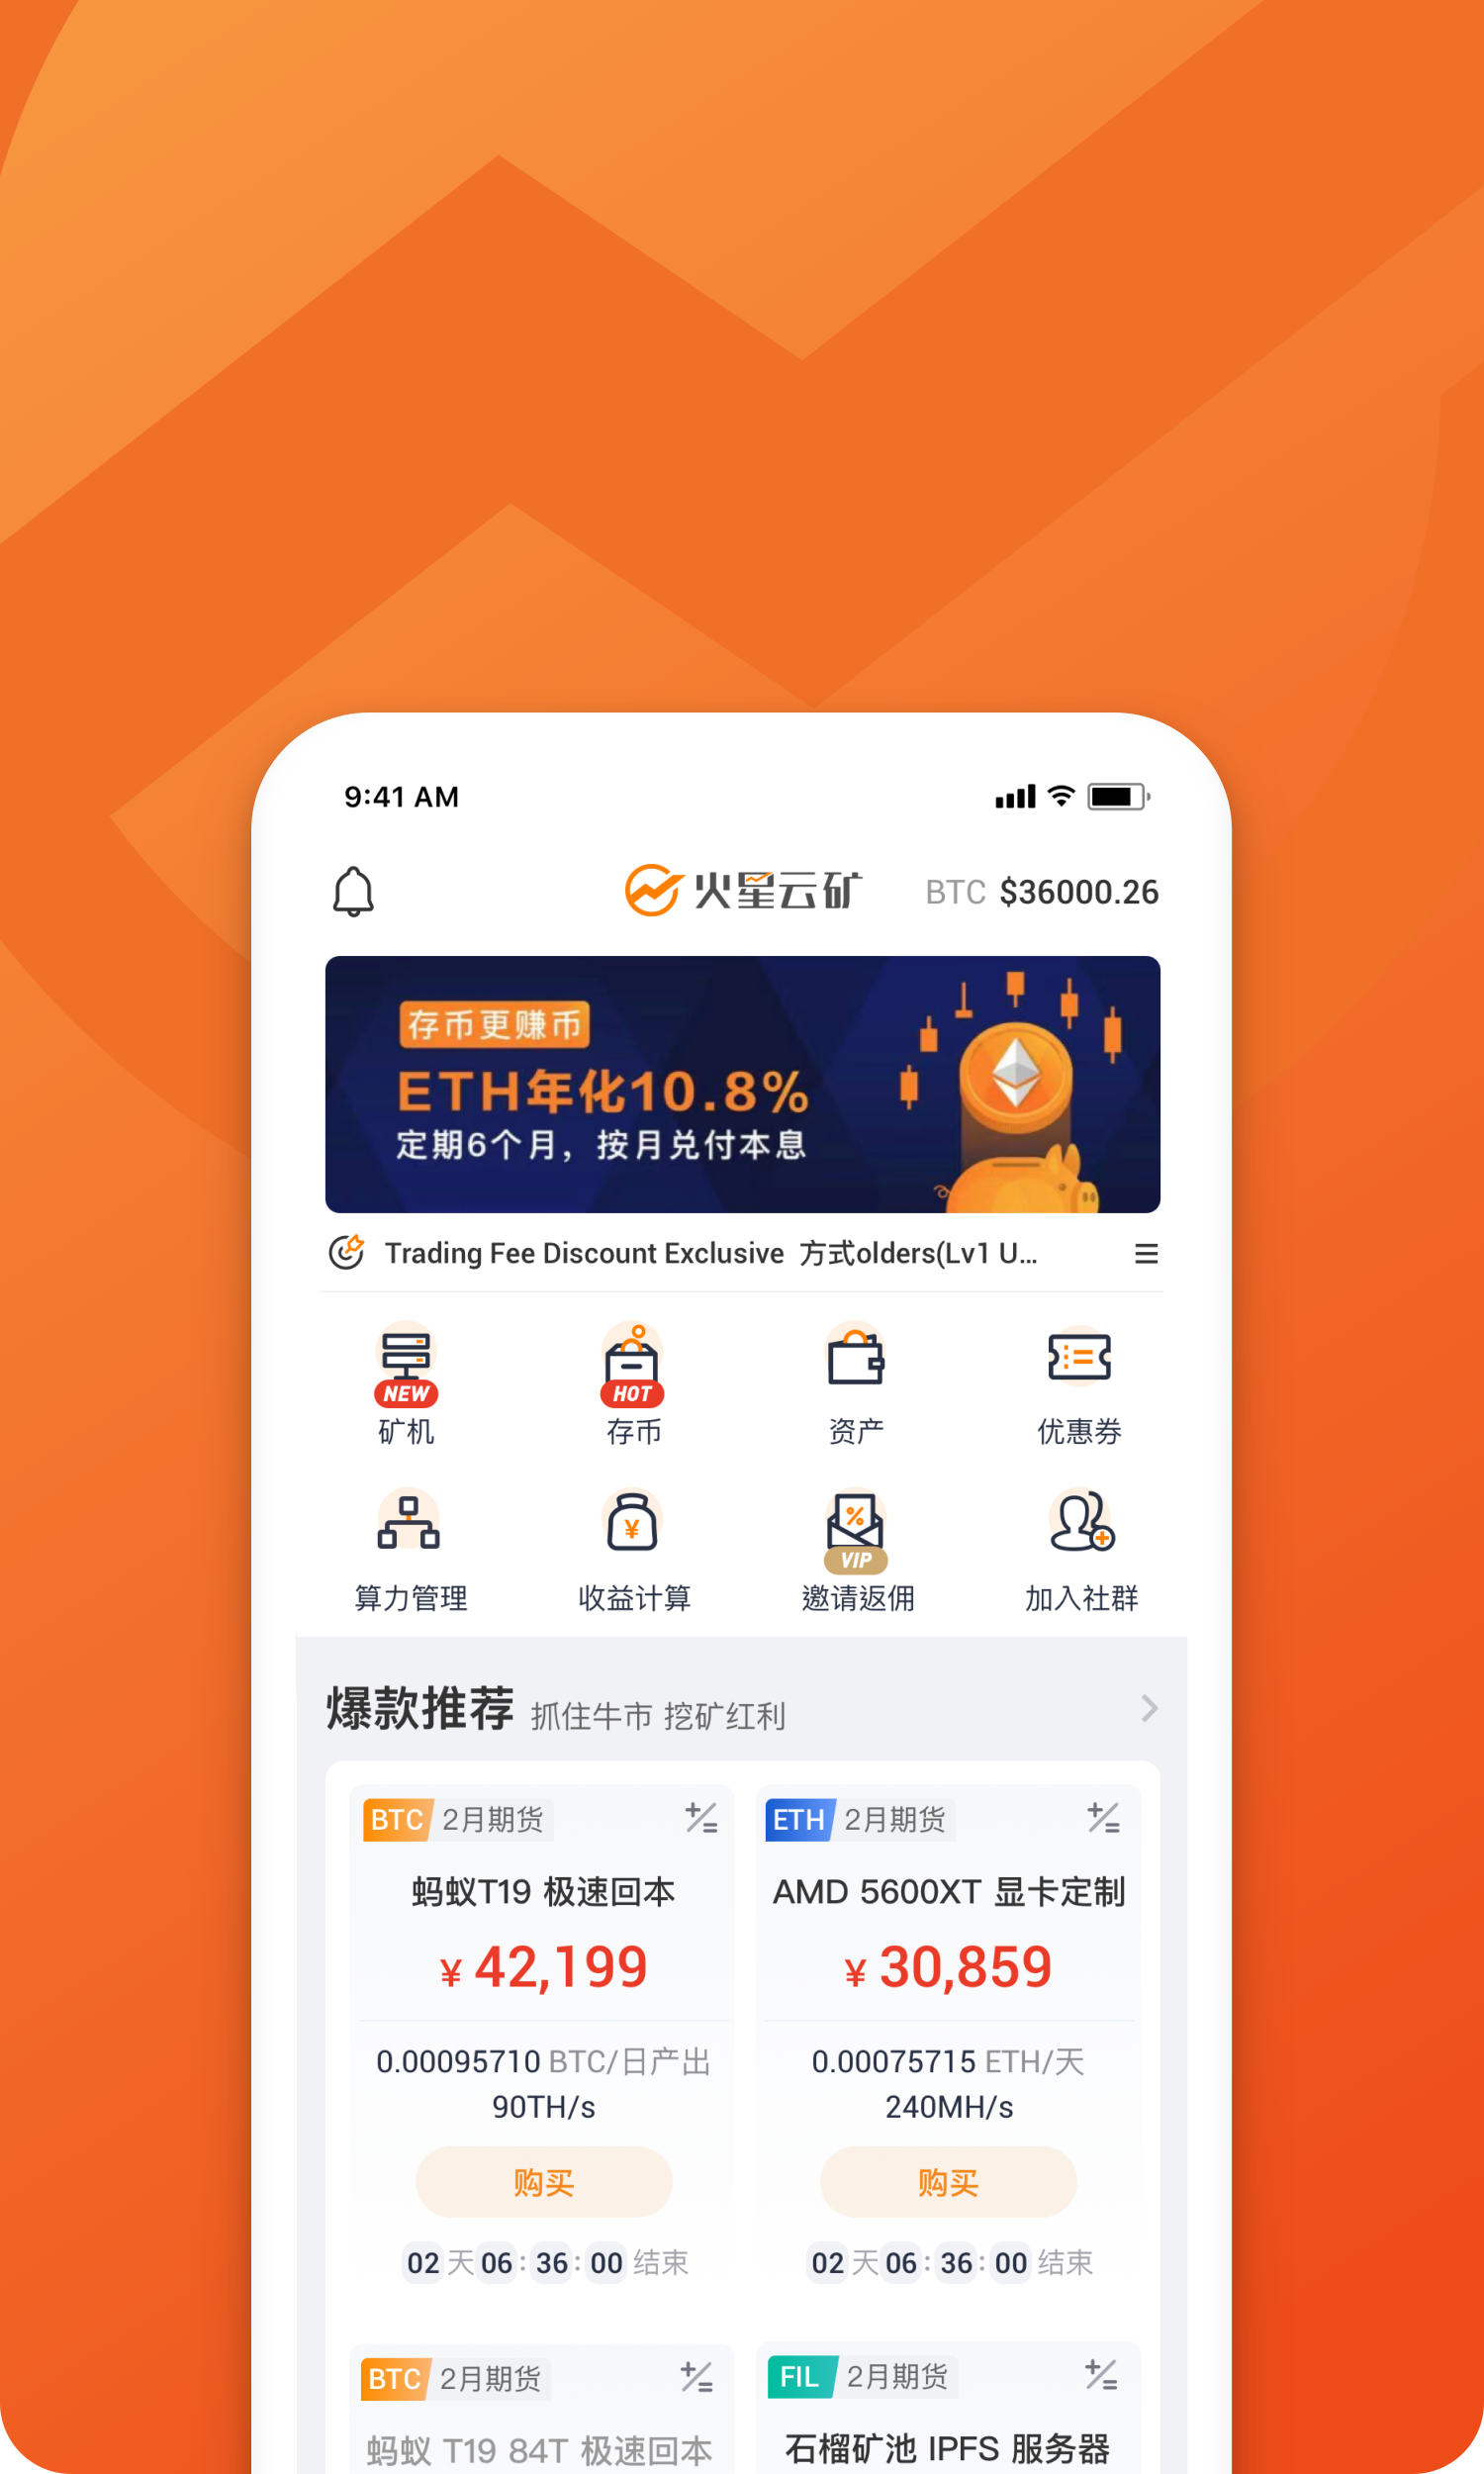 9:41 AM
火星云矿
BTC $36000.26
存币更赚币
ETH年化10.8%
定期6个月，按月兑付本息
Trading Fee Discount Exclusive 方式olders(Lv1 U...
NEW
HOT
矿机
存币
资产
优惠券
¥
%
VIP
算力管理
收益计算
邀请返佣
加入社群
爆款推荐 抓住牛市 挖矿红利
BTC 2月期货
蚂蚁T19 极速回本
¥ 42,199
0.00095710 BTC/日产出
90TH/s
购买
02天06:36:00 结束
ETH 2月期货
AMD 5600XT 显卡定制
¥ 30,859
0.00075715 ETH/天
240MH/s
购买
02天06:36:00 结束
BTC 2月期货
蚂蚁 T19 84T 极速回本
FIL 2月期货
石榴矿池 IPFS 服务器